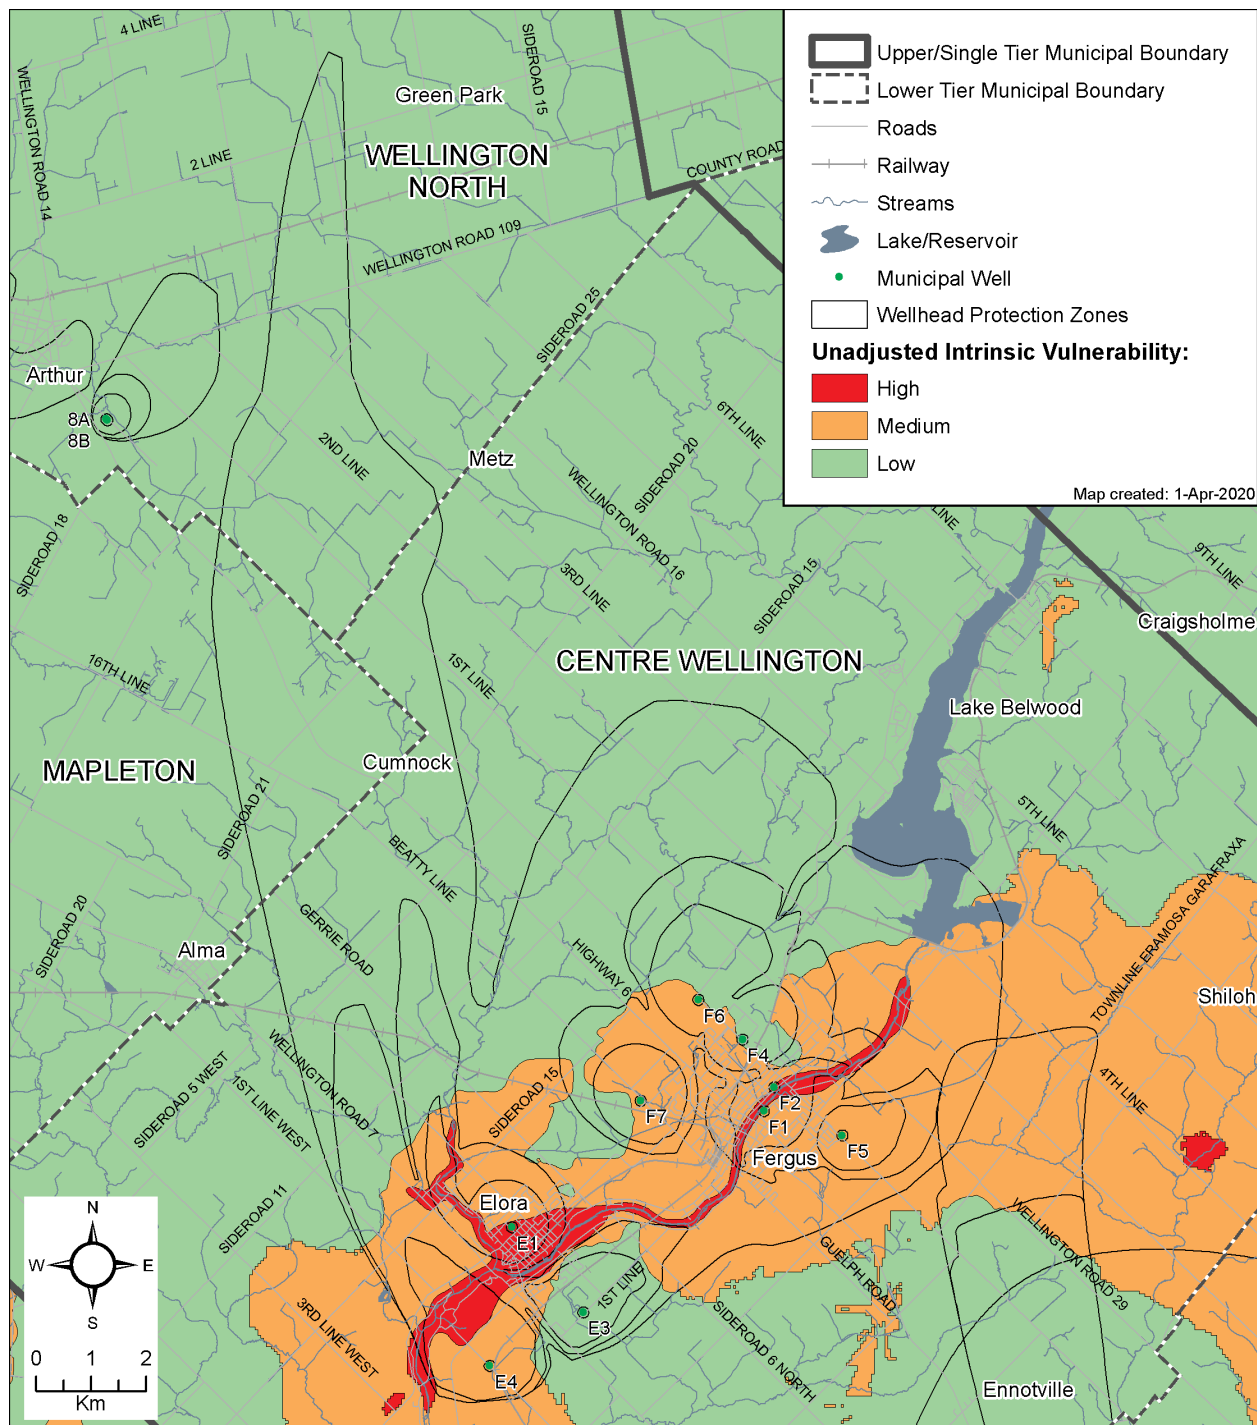 4 LINE
WELLINGTON ROAD 14
Green Park
SIDEROAD 15
2 LINE
WELLINGTON
NORTH
COUNTY ROAD
WELLINGTON ROAD 109
SIDEROAD 25
Upper/Single Tier Municipal Boundary
Lower Tier Municipal Boundary
Roads
Railway
Streams
Lake/Reservoir
Municipal Well
Wellhead Protection Zones
Unadjusted Intrinsic Vulnerability:
High
Medium
Low
Map created: 1-Apr-2020
Arthur
8A
8B
2ND LINE
Metz
6TH LINE
SIDEROAD 20
WELLINGTON ROAD 16
LINE
9TH LINE
SIDEROAD 18
3RD LINE
SIDEROAD 15
Craigsholme
16TH LINE
1ST LINE
CENTRE WELLINGTON
Lake Belwood
MAPLETON
Cumnock
SIDEROAD 21
BEATTY LINE
5TH LINE
SIDEROAD 20
Alma
GERRIE ROAD
HIGHWAY 6
TOWNLINE ERAMOSA GARAFRAXA
Shiloh
F6
F4
SIDEROAD 5 WEST
1ST LINE WEST
WELLINGTON ROAD 7
SIDEROAD 15
F7
F2
F1
F5
Fergus
4TH LINE
SIDEROAD 11
Elora
E1
1ST LINE
E3
GUELPH ROAD
WELLINGTON ROAD 29
3RD LINE WEST
E4
SIDEROAD 6 NORTH
Ennotville
N
W
E
S
0 1 2
Km